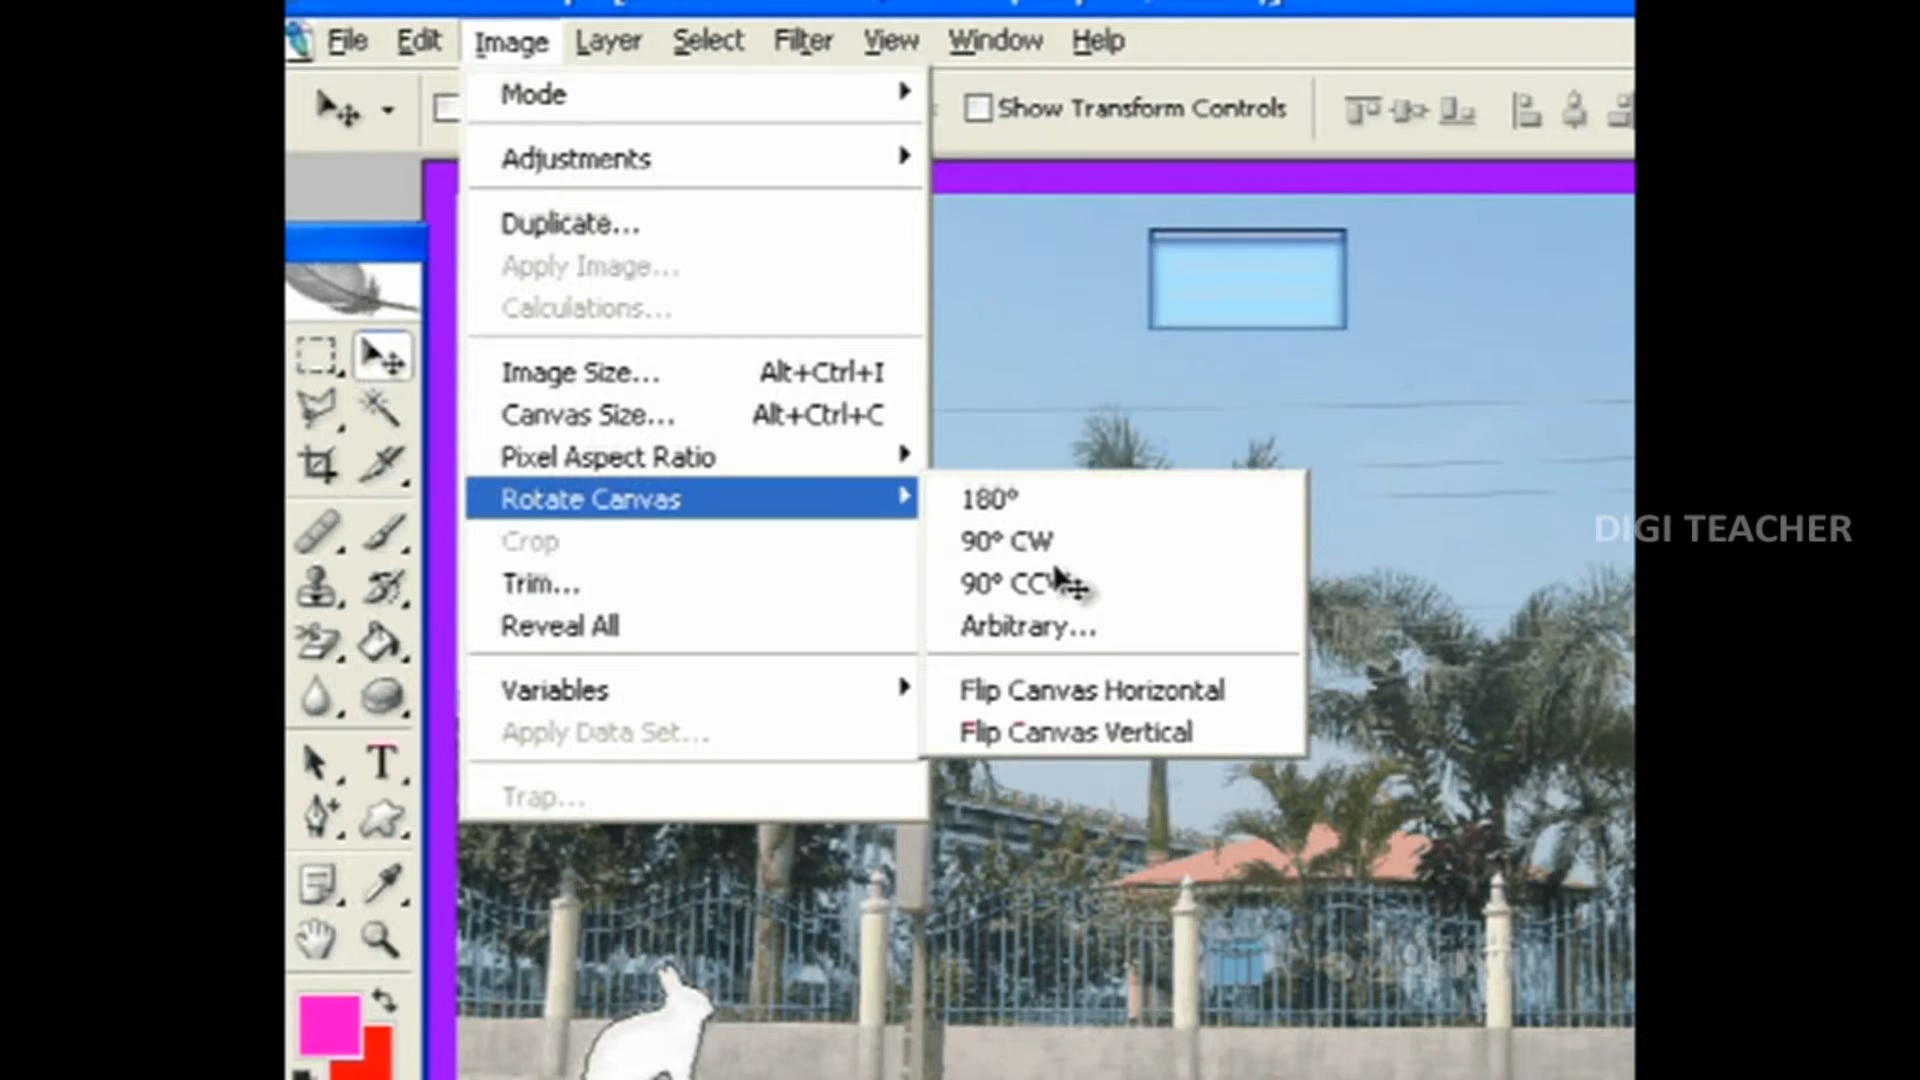 File Edit Image Layer Select Filter View Window Help
Show Transform Controls
Mode
Adjustments
Duplicate...
Apply Image...
Calculations...
Image Size... Alt+Ctrl+I
Canvas Size... Alt+Ctrl+C
Pixel Aspect Ratio
Rotate Canvas
Crop
Trim...
Reveal All
Variables
Apply Data Set...
Trap...
180°
90° CW
90° CCW
Arbitrary...
Flip Canvas Horizontal
Flip Canvas Vertical
T
DIGI TEACHER